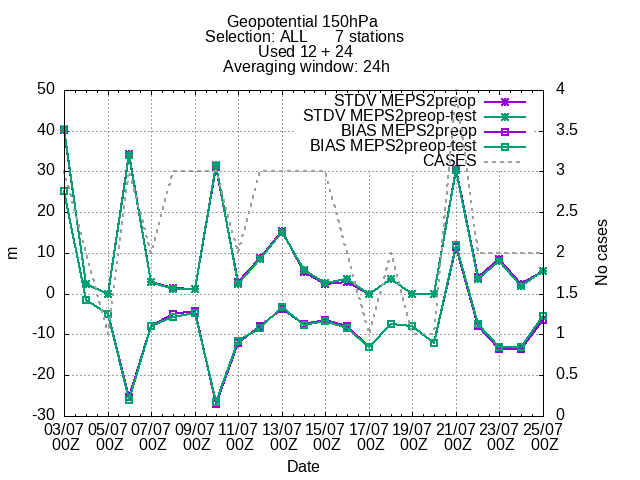 Geopotential 150hPa
Selection: ALL      7 stations
Used 12 + 24
Averaging window: 24h
STDV MEPS2preop
STDV MEPS2preop-test
BIAS MEPS2preop
BIAS MEPS2preop-test
CASES
50
40
30
20
10
0
-10
-20
-30
m
4
3.5
3
2.5
2
1.5
1
0.5
0
No cases
03/07 05/07 07/07 09/07 11/07 13/07 15/07 17/07 19/07 21/07 23/07 25/07
00Z 00Z 00Z 00Z 00Z 00Z 00Z 00Z 00Z 00Z 00Z 00Z
Date